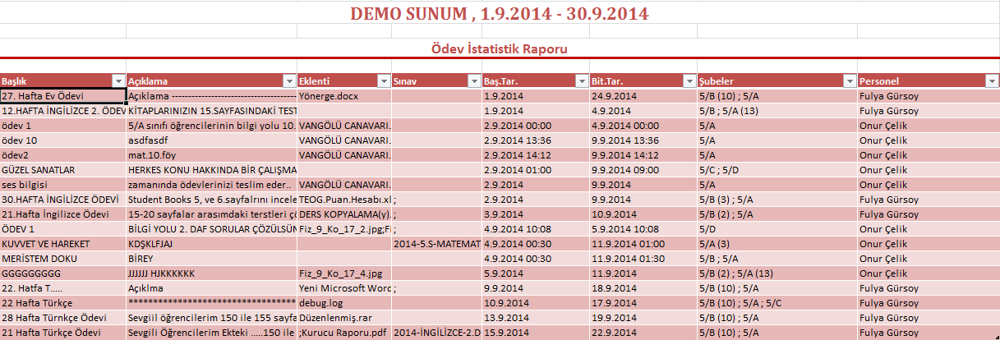 DEMO SUNUM , 1.9.2014 - 30.9.2014
Ödev İstatistik Raporu
Başlık Açıklama Eklenti Sınav Baş.Tar. Bit.Tar. Şubeler Personel
27. Hafta Ev Ödevi Açıklama -------------------------------------- Yönerge.docx 1.9.2014 24.9.2014 5/B (10) ; 5/A Fulya Gürsoy
12.HAFTA İNGİLİZCE 2. ÖDEV KİTAPLARINIZIN 15.SAYFASINDAKİ TEST 1.9.2014 4.9.2014 5/B ; 5/A (13) Fulya Gürsoy
ödev 1 5/A sınıfı öğrencilerinin bilgi yolu 10. VANGÖLÜ CANAVARI. 2.9.2014 00:00 4.9.2014 00:00 5/A Onur Çelik
ödev 10 asdfasdf VANGÖLÜ CANAVARI. 2.9.2014 13:36 9.9.2014 13:36 5/A Onur Çelik
ödev2 mat.10.föy VANGÖLÜ CANAVARI. 2.9.2014 14:12 9.9.2014 14:12 5/A Onur Çelik
GÜZEL SANATLAR HERKES KONU HAKKINDA BİR ÇALIŞMA 2.9.2014 01:00 9.9.2014 09:00 5/C ; 5/D Onur Çelik
ses bilgisi zamanında ödevlerinizi teslim eder.. VANGÖLÜ CANAVARI. 2.9.2014 9.9.2014 5/A Onur Çelik
30.HAFTA İNGİLİZCE ÖDEVİ Student Books 5, ve 6.sayfalrını incele TEOG.Puan.Hesabı.xl ; 2.9.2014 9.9.2014 5/B (3) ; 5/A Fulya Gürsoy
21.Hafta İngilizce Ödevi 15-20 sayfalar arasımdaki terstleri çö DERS KOPYALAMA(y). 3.9.2014 10.9.2014 5/B (2) ; 5/A Fulya Gürsoy
ÖDEV 1 BİLGİ YOLU 2. DAF SORULAR ÇÖZÜLSÜN Fiz_9_Ko_17_2.jpg;Fi 4.9.2014 10:08 5.9.2014 10:08 5/D Onur Çelik
KUVVET VE HAREKET KDŞKLFJAJ 2014-5.S-MATEMAT 4.9.2014 00:30 11.9.2014 01:00 5/A (3) Onur Çelik
MERİSTEM DOKU BİREY 4.9.2014 00:30 11.9.2014 01:30 5/B ; 5/A Onur Çelik
GGGGGGGGG JJJJJJ HJKKKKKK Fiz_9_Ko_17_4.jpg 5.9.2014 11.9.2014 5/B (2) ; 5/A (13) Onur Çelik
22. Hatfa T..... Açıklma Yeni Microsoft Word ; 9.9.2014 18.9.2014 5/B (10) ; 5/A Fulya Gürsoy
22 Hafta Türkçe ********************************** debug.log 10.9.2014 17.9.2014 5/B (10) ; 5/A ; 5/C Fulya Gürsoy
28 Hafta Türnkçe Ödevi Sevgiil öğrencilerim 150 ile 155 sayfa Düzenlenmiş.rar 13.9.2014 19.9.2014 5/B (10) ; 5/A Fulya Gürsoy
21 Hafta Türkçe Ödevi Sevgili Öğrencilerim Ekteki .....150 ile ;Kurucu Raporu.pdf 2014-İNGİLİZCE-2.D 15.9.2014 22.9.2014 5/B (10) ; 5/A Fulya Gürsoy